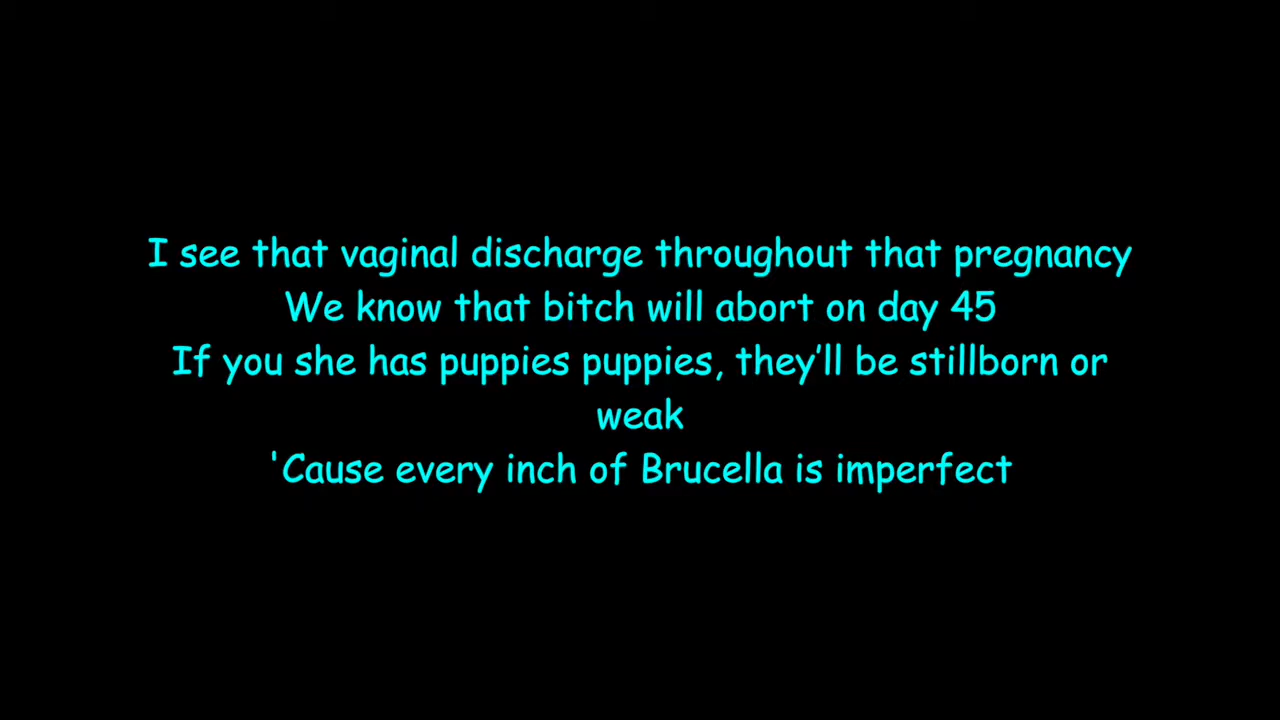 I see that vaginal discharge throughout that pregnancy
We know that bitch will abort on day 45
If you she has puppies puppies, they’ll be stillborn or
weak
'Cause every inch of Brucella is imperfect